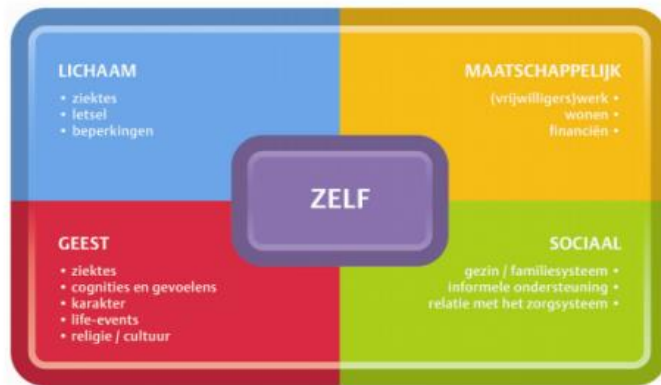 LICHAAM
• ziektes
• letsel
• beperkingen
MAATSCHAPPELIJK
(vrijwilligers)werk •
wonen •
financiën •
ZELF
GEEST
• ziektes
• cognities en gevoelens
• karakter
• life-events
• religie / cultuur
SOCIAAL
gezin / familiesysteem •
informele ondersteuning •
relatie met het zorgsysteem •